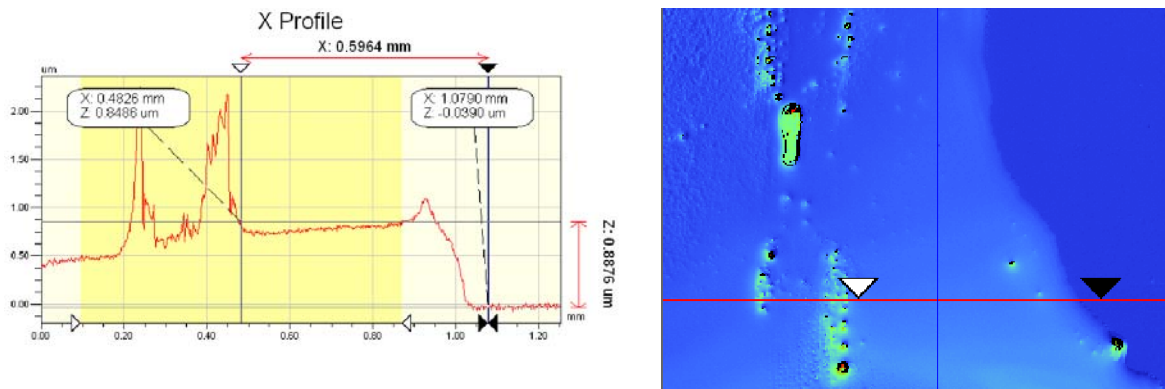 X Profile
X: 0.5964 mm
um
X: 0.4826 mm
Z: 0.8486 um
X: 1.0790 mm
Z: -0.0390 um
2.00
1.50
1.00
0.50
0.00
Z: 0.8876 um
mm
0.00
0.20
0.40
0.60
0.80
1.00
1.20